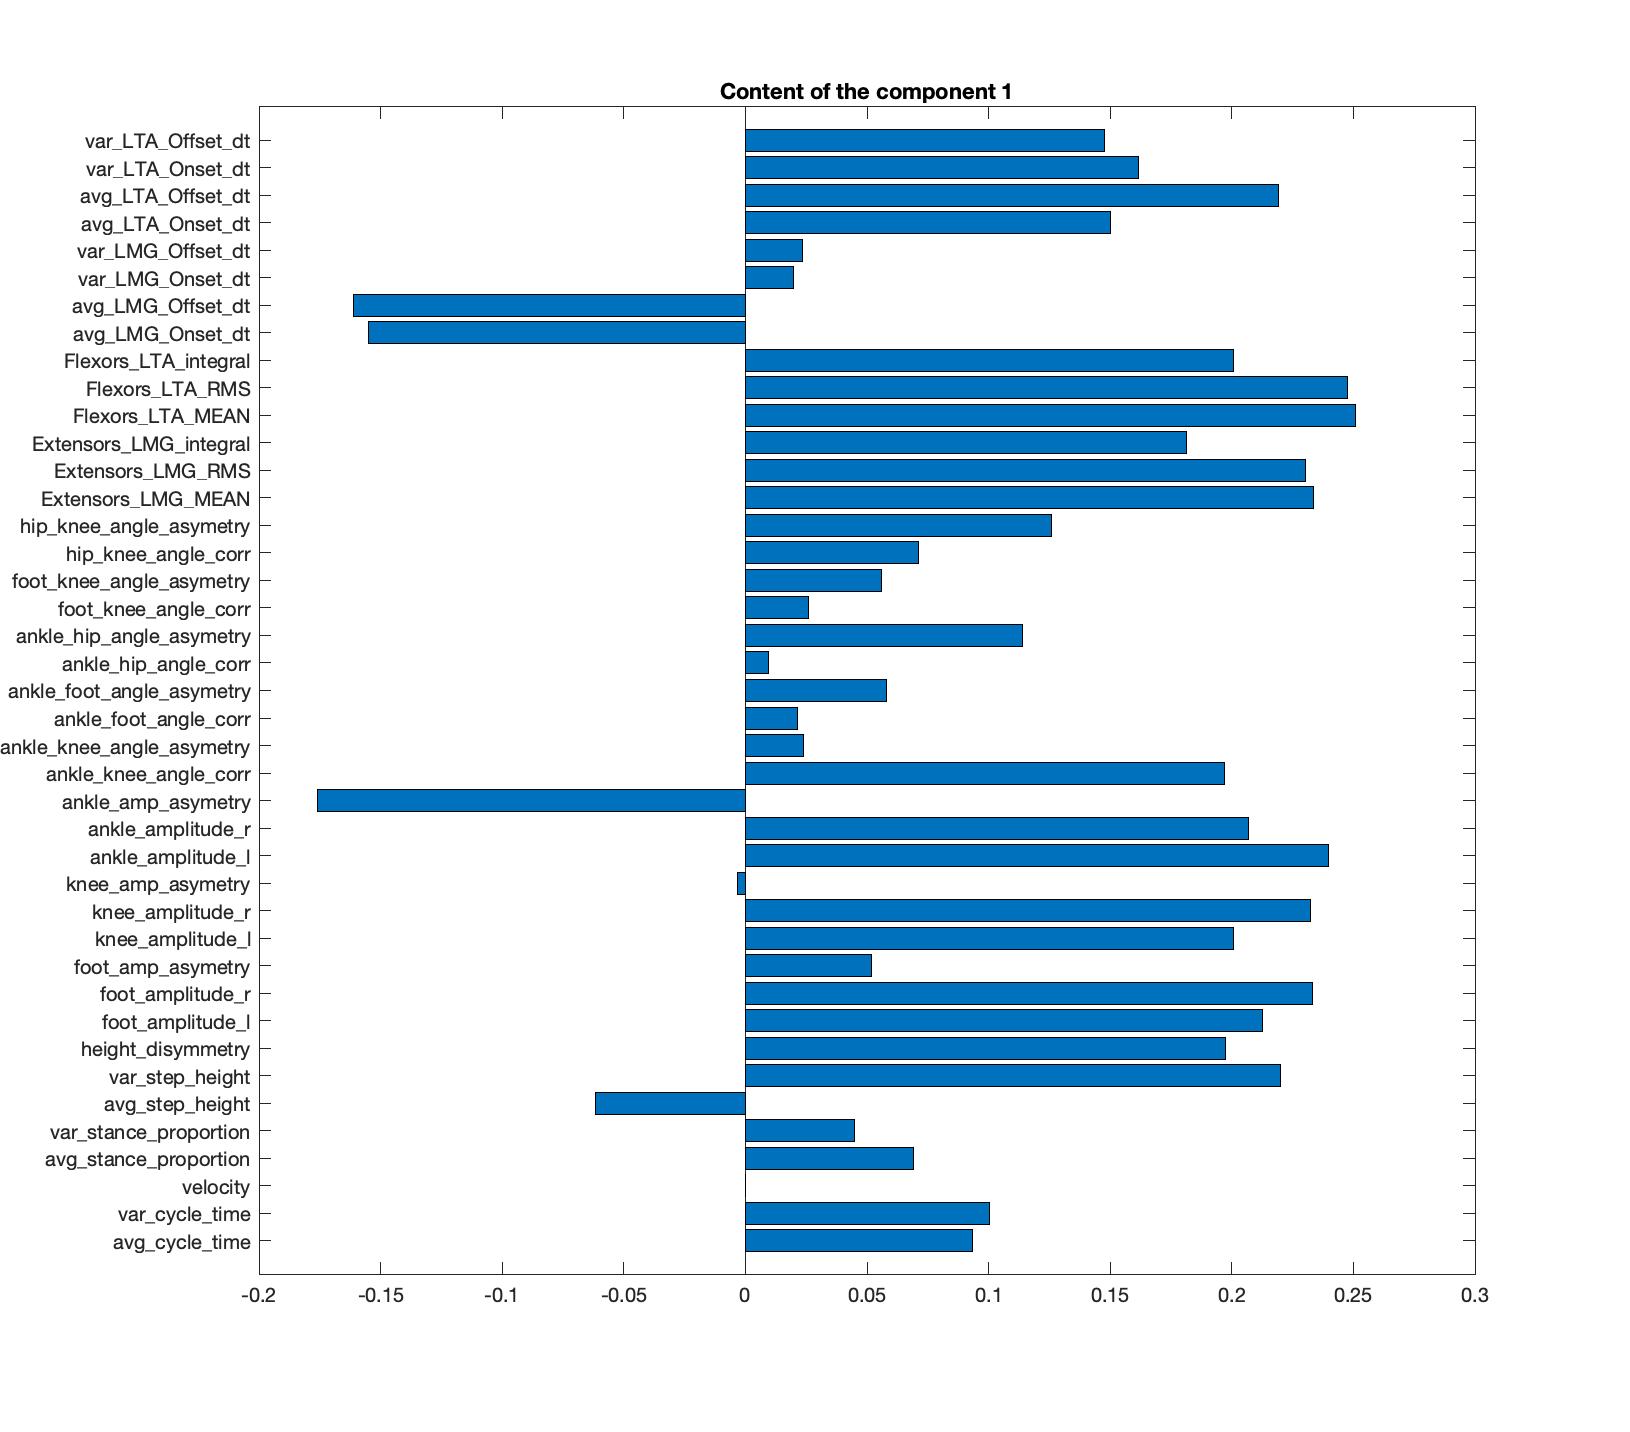 Content of the component 1
var_LTA_Offset_dt
var_LTA_Onset_dt
avg_LTA_Offset_dt
avg_LTA_Onset_dt
var_LMG_Offset_dt
var_LMG_Onset_dt
avg_LMG_Offset_dt
avg_LMG_Onset_dt
Flexors_LTA_integral
Flexors_LTA_RMS
Flexors_LTA_MEAN
Extensors_LMG_integral
Extensors_LMG_RMS
Extensors_LMG_MEAN
hip_knee_angle_asymetry
hip_knee_angle_corr
foot_knee_angle_asymetry
foot_knee_angle_corr
ankle_hip_angle_asymetry
ankle_hip_angle_corr
ankle_foot_angle_asymetry
ankle_foot_angle_corr
ankle_knee_angle_asymetry
ankle_knee_angle_corr
ankle_amp_asymetry
ankle_amplitude_r
ankle_amplitude_l
knee_amp_asymetry
knee_amplitude_r
knee_amplitude_l
foot_amp_asymetry
foot_amplitude_r
foot_amplitude_l
height_disymmetry
var_step_height
avg_step_height
var_stance_proportion
avg_stance_proportion
velocity
var_cycle_time
avg_cycle_time
-0.2 -0.15 -0.1 -0.05 0 0.05 0.1 0.15 0.2 0.25 0.3